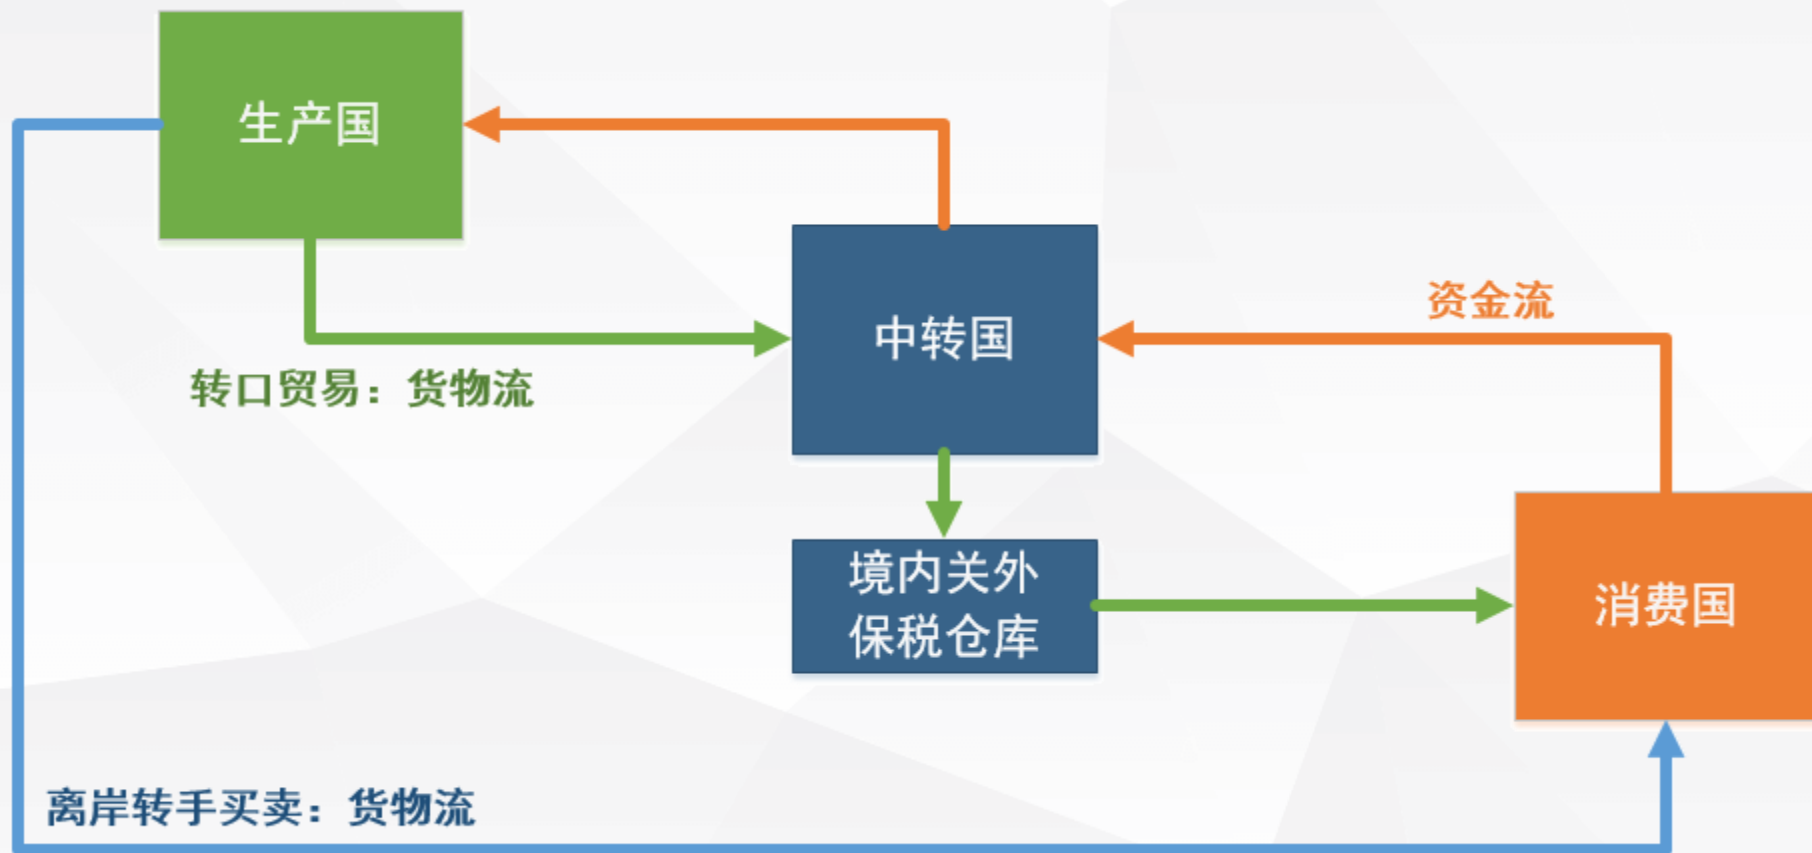 生产国
资金流
中转国
转口贸易：货物流
境内关外
保税仓库
消费国
离岸转手买卖：货物流